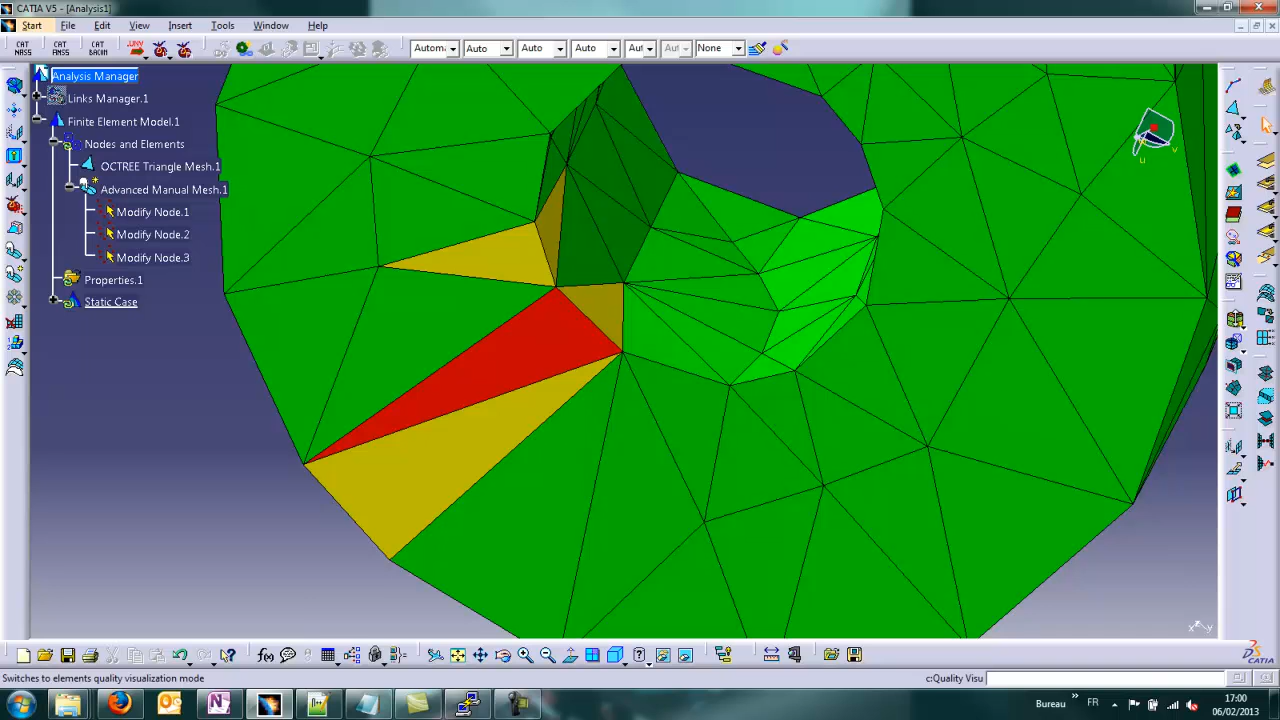 CATIA V5 - [Analysis1]
Start File Edit View Insert Tools Window Help
CAT MASS CAT PMSS CAT BACKIN Autom Auto Auto Auto Aut Aut None
Analysis Manager
Links Manager.1
Finite Element Model.1
Nodes and Elements
OCTREE Triangle Mesh.1
Advanced Manual Mesh.1
Modify Node.1
Modify Node.2
Modify Node.3
Properties.1
Static Case
u v
x y
f(x)
CATIA
Switches to elements quality visualization mode c:Quality Visu
Bureau » FR 17:00
06/02/2013